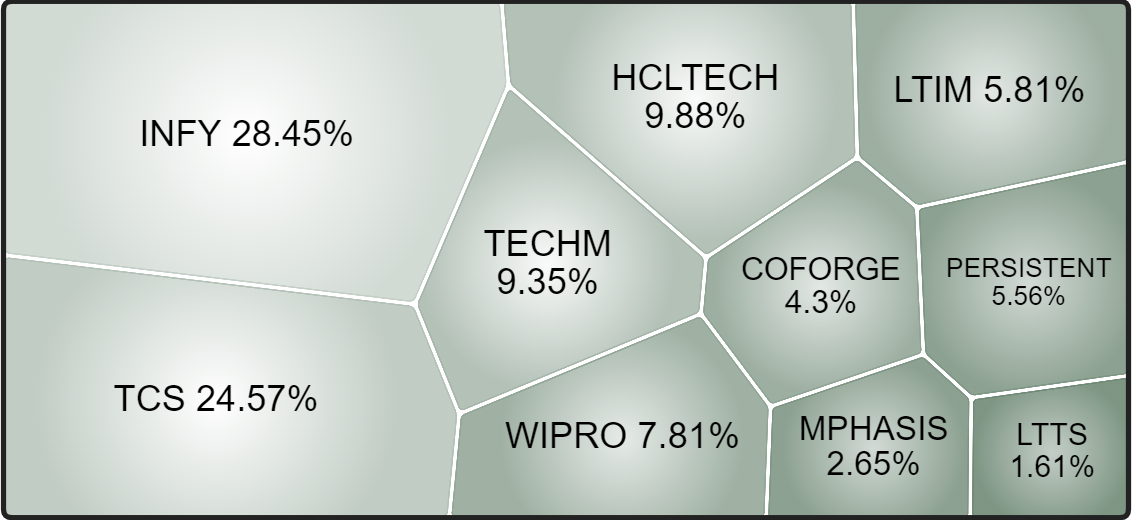 INFY 28.45%
HCLTECH
9.88%
LTIM 5.81%
TECHM
9.35%
COFORGE
4.3%
PERSISTENT
5.56%
TCS 24.57%
WIPRO 7.81%
MPHASIS
2.65%
LTTS
1.61%